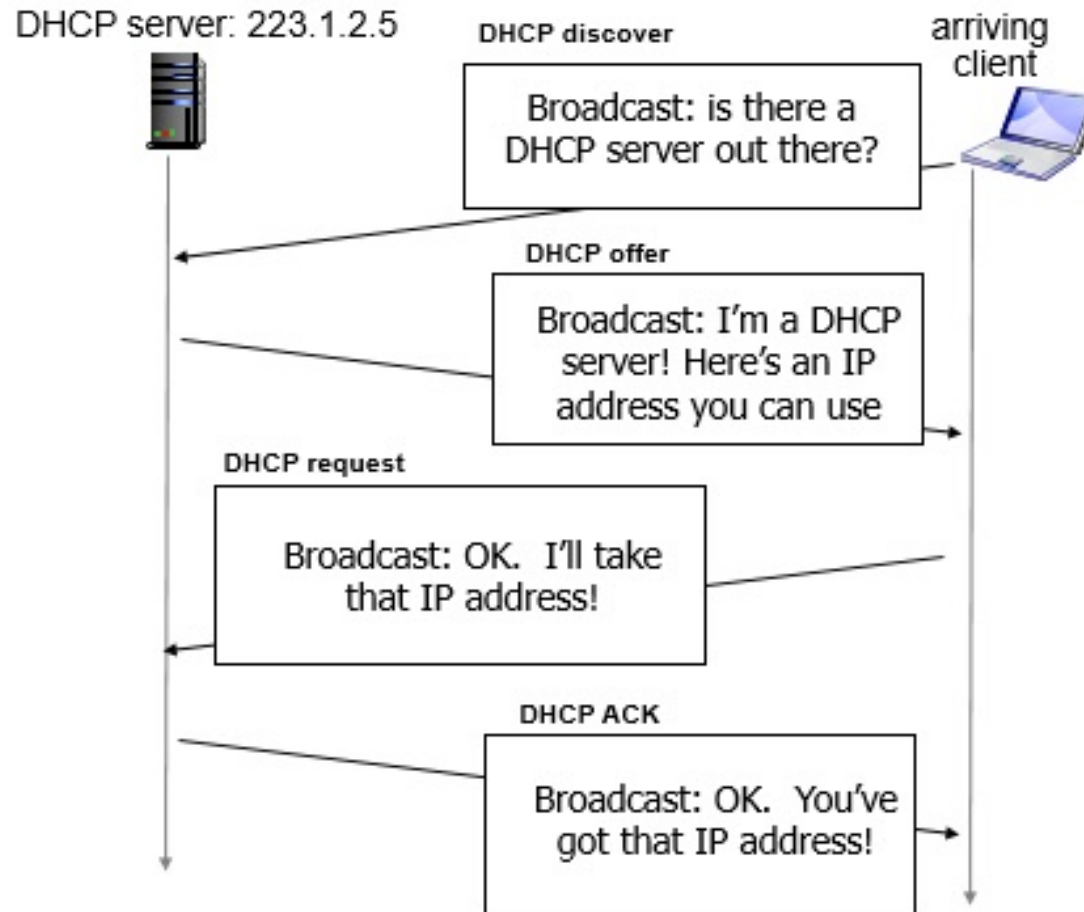 DHCP server: 223.1.2.5
DHCP discover
arriving
client
Broadcast: is there a
DHCP server out there?
DHCP offer
Broadcast: I'm a DHCP
server! Here's an IP
address you can use
DHCP request
Broadcast: OK. I'll take
that IP address!
DHCP ACK
Broadcast: OK. You've
got that IP address!